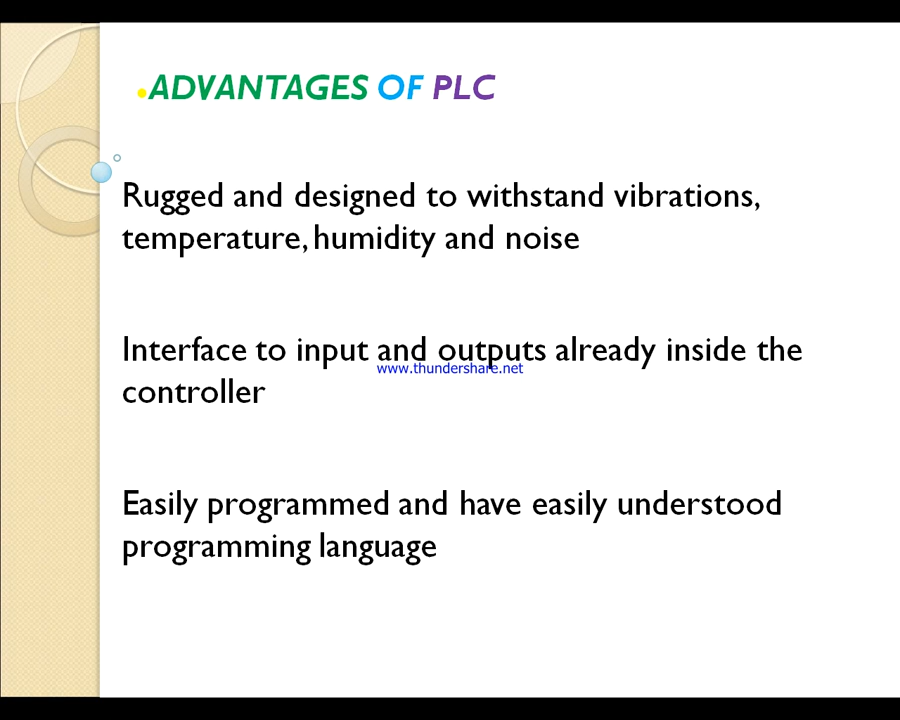 •ADVANTAGES OF PLC
Rugged and designed to withstand vibrations,
temperature, humidity and noise
Interface to input and outputs already inside the
www.thundershare.net
controller
Easily programmed and have easily understood
programming language